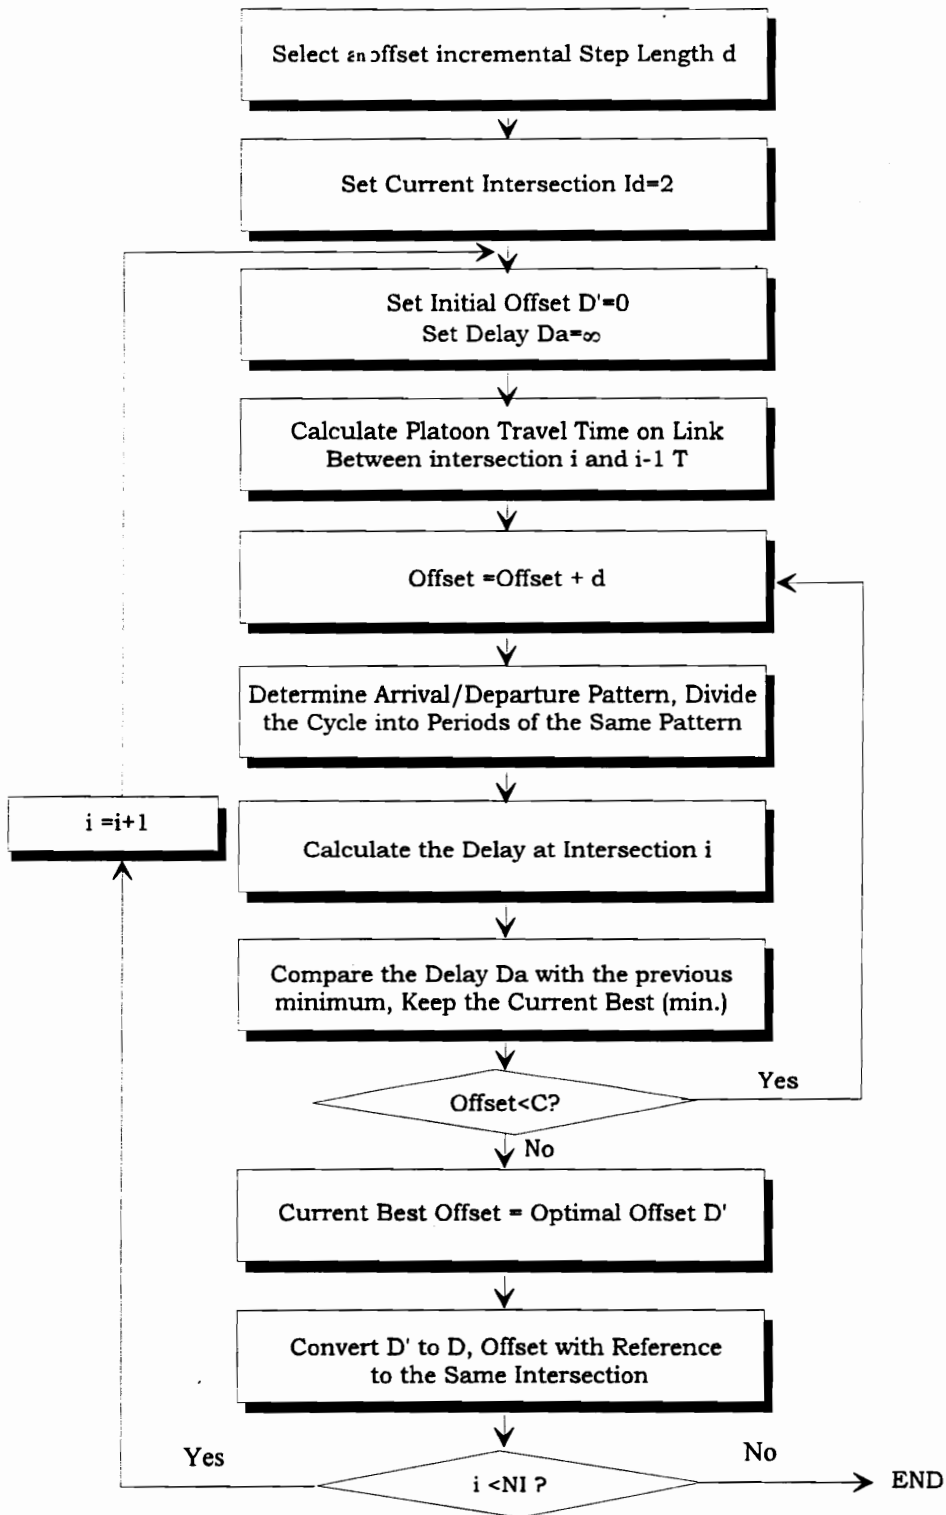 Select an offset incremental Step Length d
Set Current Intersection Id=2
Set Initial Offset D'=0
Set Delay Da=∞
Calculate Platoon Travel Time on Link
Between intersection i and i-1 T
Offset =Offset + d
Determine Arrival/Departure Pattern, Divide
the Cycle into Periods of the Same Pattern
i =i+1
Calculate the Delay at Intersection i
Compare the Delay Da with the previous
minimum, Keep the Current Best (min.)
Yes
Offset<C?
No
Current Best Offset = Optimal Offset D'
Convert D' to D, Offset with Reference
to the Same Intersection
Yes
No
i <NI ?
END